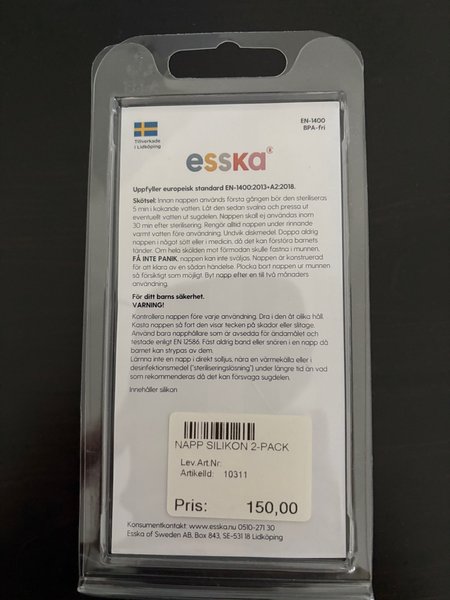 EN-1400
BPA-fri
Tillverkade
i Lidköping
esska®
Uppfyller europeisk standard EN-1400:2013+A2:2018.
Skötsel: Innan nappen används första gången bör den steriliseras
5 min i kokande vatten. Låt den sedan svalna och pressa ut
eventuellt vatten ut sugdelen. Nappen skall ej användas inom
30 min efter sterilisering. Rengör alltid nappen under rinnande
varmt vatten före användning. Undvik diskmedel. Doppa aldrig
nappen i något sött eller i medicin, då det kan förstöra barnets
tänder. Om hela skölden mot förmodan skulle fastna i munnen,
FÅ INTE PANIK, nappen kan inte sväljas. Nappen är konstruerad
för att klara av en sådan händelse. Plocka bort nappen ur munnen
så försiktigt som möjligt. Byt napp efter en till två månaders
användning.
För ditt barns säkerhet.
VARNING!
Kontrollera nappen före varje användning. Dra i den åt olika håll.
Kasta nappen så fort den visar tecken på skador eller slitage.
Använd bara napphållare som är avsedda för ändamålet och
testade enligt EN 12586. Fäst aldrig band eller snören i en napp då
barnet kan strypas av dem.
Lämna inte en napp i direkt solljus, nära en värmekälla eller i
desinfektionsmedel ('steriliseringslösning') under längre tid än vad
som rekommenderas då det kan försvaga sugdelen.
Innehåller silikon
NAPP SILIKON 2-PACK
Lev.Art.Nr:
ArtikelId: 10311
Pris: 150,00
Konsumentkontakt: www.esska.nu 0510-271 30
Esska of Sweden AB, Box 843, SE-531 18 Lidköping